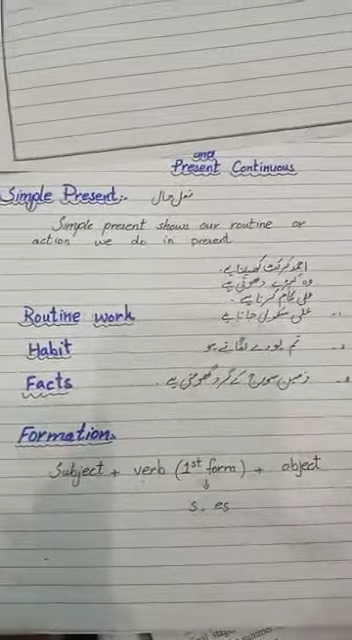 and
Present Continuous
Simple Present:- فعل حال
Simple present shows our routine or
action we do in present
احمد کرکٹ کھیلتا ہے۔
وہ کپڑے دھوتی ہے
علی کام کرتا ہے۔
Routine work علی سکول جاتا ہے
Habit تم پودے لگاتے ہو
Facts زمین سورج کے گرد گھومتی ہے۔
Formation
Subject + verb (1st form) + object
s. es